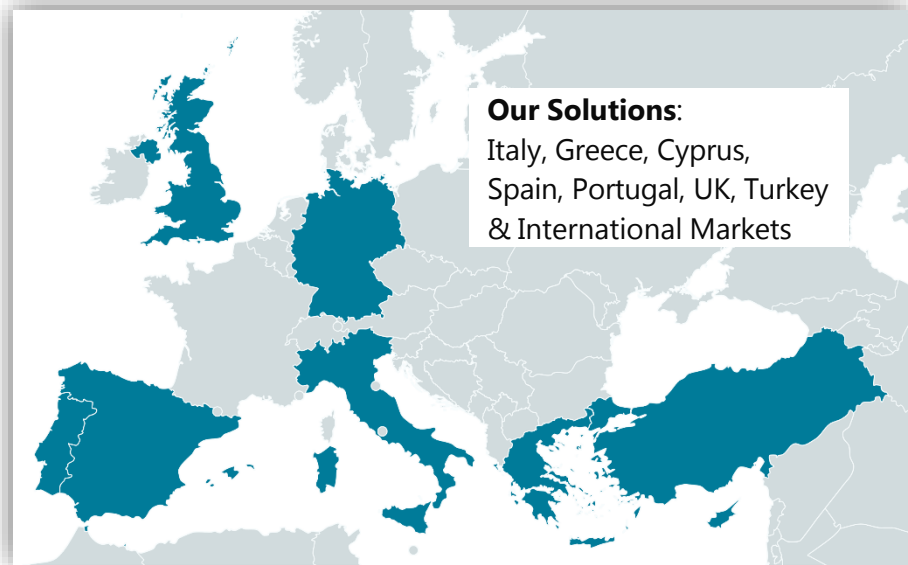 Our Solutions:
Italy, Greece, Cyprus,
Spain, Portugal, UK, Turkey
& International Markets